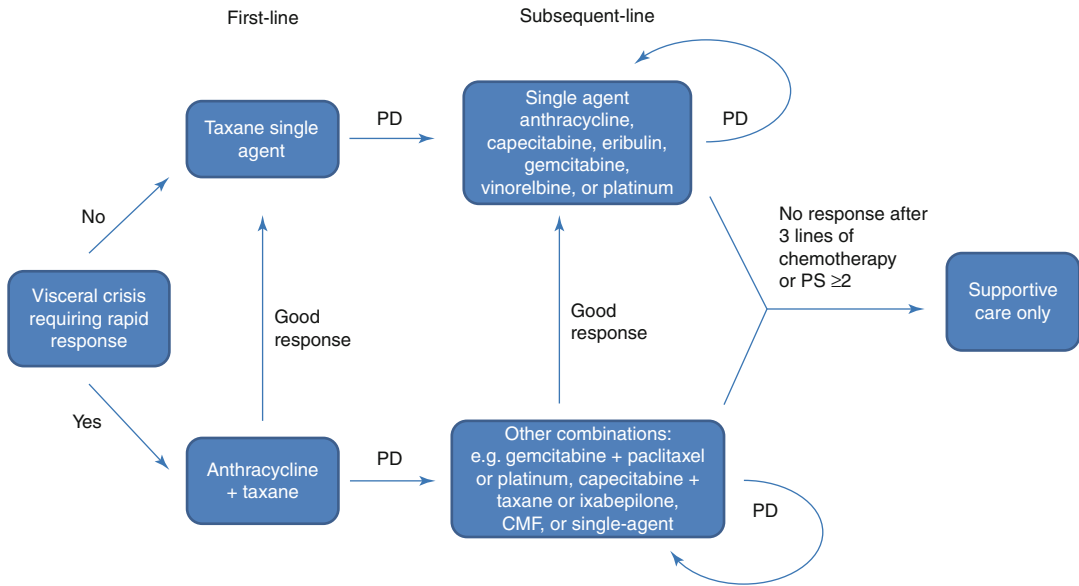 First-line
Subsequent-line
Taxane single
agent
PD
Single agent
anthracycline,
capecitabine, eribulin,
gemcitabine,
vinorelbine, or platinum
PD
No
Visceral crisis
requiring rapid
response
Good
response
Good
response
No response after
3 lines of
chemotherapy
or PS ≥2
Supportive
care only
Yes
Anthracycline
+ taxane
PD
Other combinations:
e.g. gemcitabine + paclitaxel
or platinum, capecitabine +
taxane or ixabepilone,
CMF, or single-agent
PD